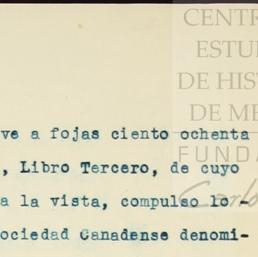 CENTR
ESTU
DE HIS
DE ME
FUNDA
ve a fojas ciento ochenta
, Libro Tercero, de cuyo
a la vista, compulso lo -
ociedad Canadense denomi-